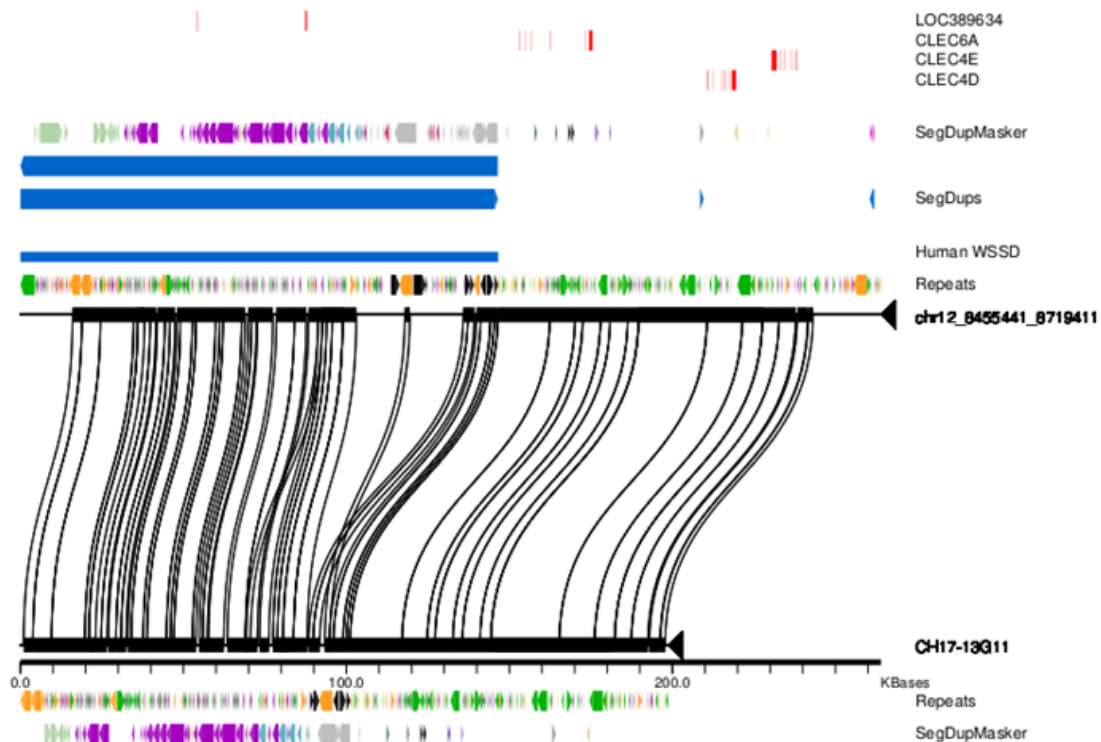 LOC389634
CLEC6A
CLEC4E
CLEC4D
SegDupMasker
SegDups
Human WSSD
Repeats
chr12_8455441_8719411
CH17-13G11
0.0 100.0 200.0 KBases
Repeats
SegDupMasker